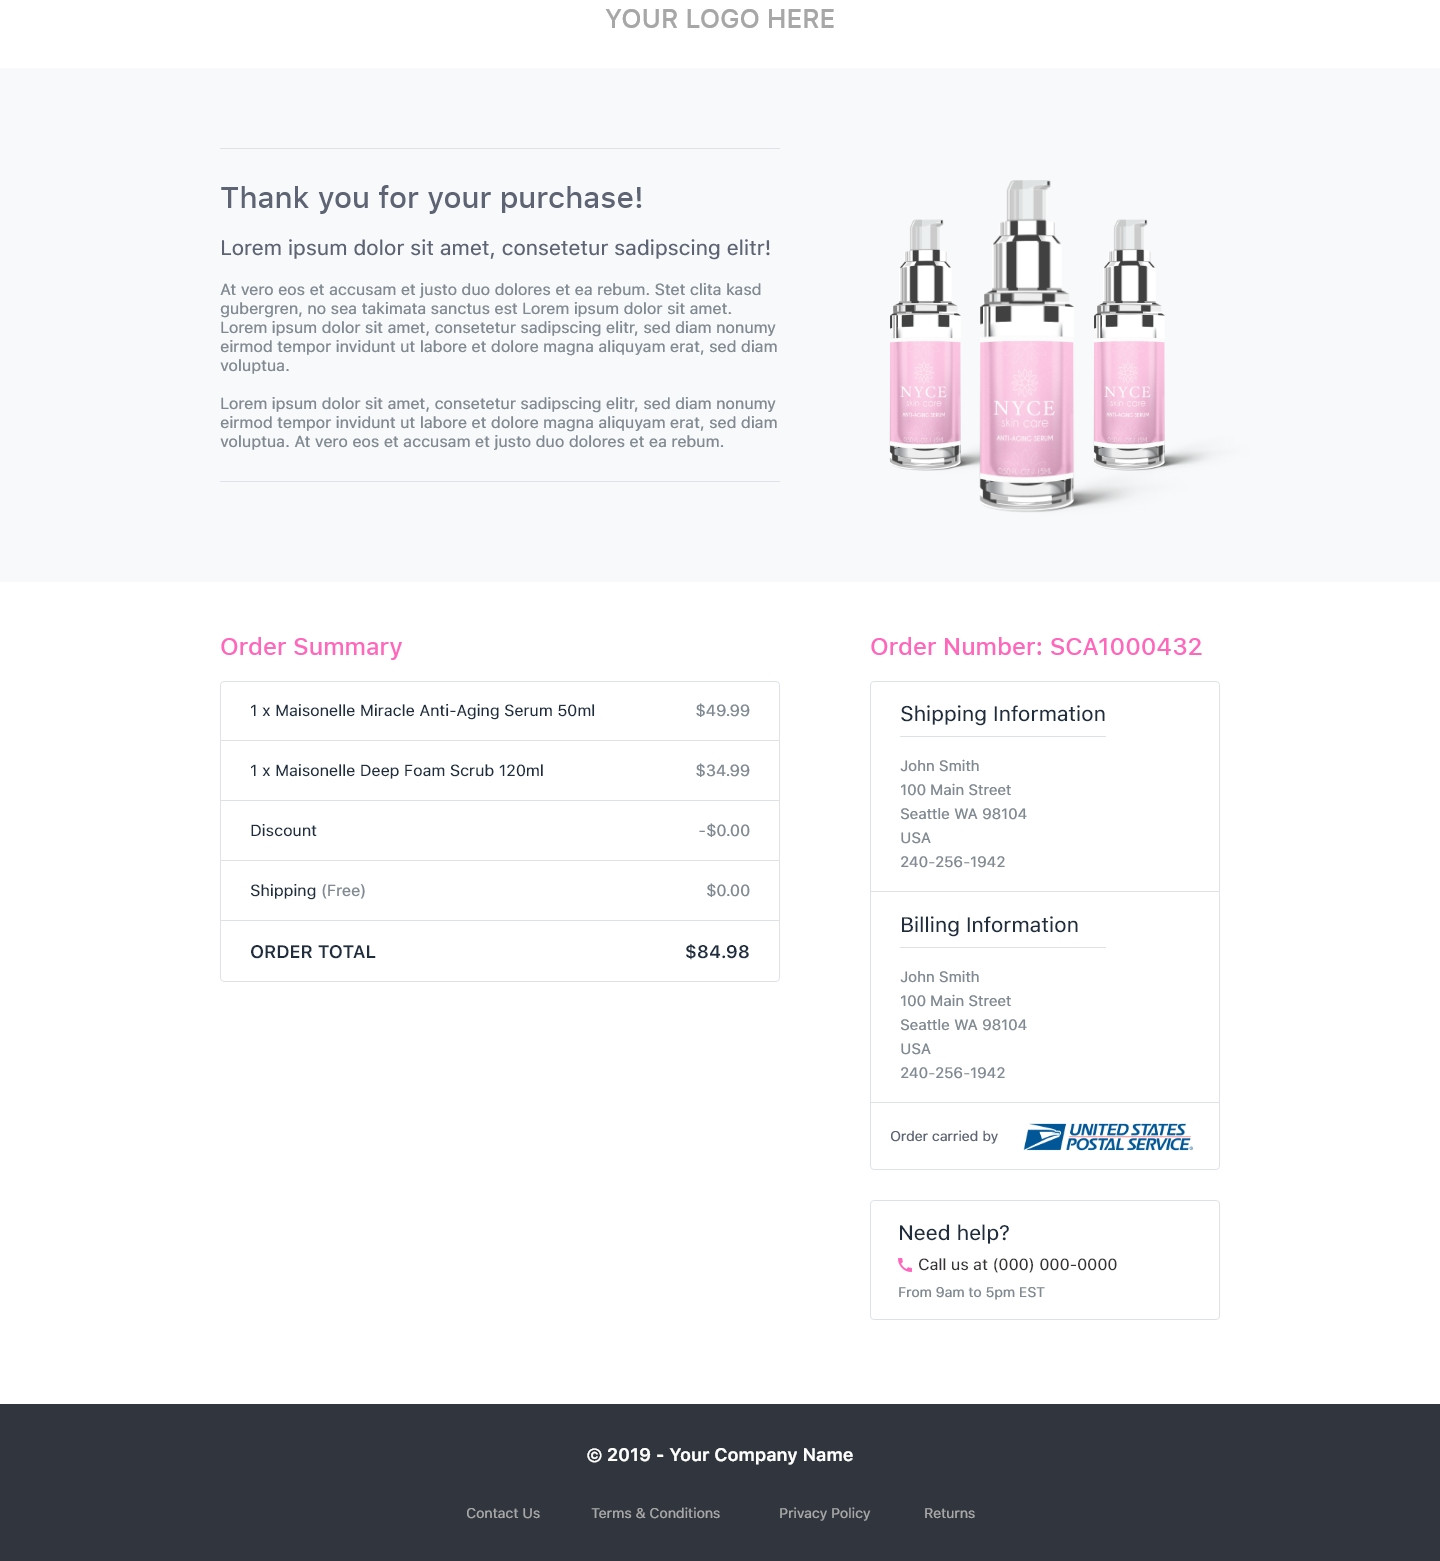 YOUR LOGO HERE
Thank you for your purchase!
Lorem ipsum dolor sit amet, consetetur sadipscing elitr!
At vero eos et accusam et justo duo dolores et ea rebum. Stet clita kasd
gubergren, no sea takimata sanctus est Lorem ipsum dolor sit amet.
Lorem ipsum dolor sit amet, consetetur sadipscing elitr, sed diam nonumy
eirmod tempor invidunt ut labore et dolore magna aliquyam erat, sed diam
voluptua.
Lorem ipsum dolor sit amet, consetetur sadipscing elitr, sed diam nonumy
eirmod tempor invidunt ut labore et dolore magna aliquyam erat, sed diam
voluptua. At vero eos et accusam et justo duo dolores et ea rebum.
NYCE
skin care
ANTI-AGING SERUM
NYCE
skin care
ANTI-AGING SERUM
NYCE
skin care
ANTI-AGING SERUM
Order Summary
1 x Maisonelle Miracle Anti-Aging Serum 50ml $49.99
1 x Maisonelle Deep Foam Scrub 120ml $34.99
Discount -$0.00
Shipping (Free) $0.00
ORDER TOTAL $84.98
Order Number: SCA1000432
Shipping Information
John Smith
100 Main Street
Seattle WA 98104
USA
240-256-1942
Billing Information
John Smith
100 Main Street
Seattle WA 98104
USA
240-256-1942
Order carried by
UNITED STATES
POSTAL SERVICE®
Need help?
Call us at (000) 000-0000
From 9am to 5pm EST
© 2019 - Your Company Name
Contact Us Terms & Conditions Privacy Policy Returns